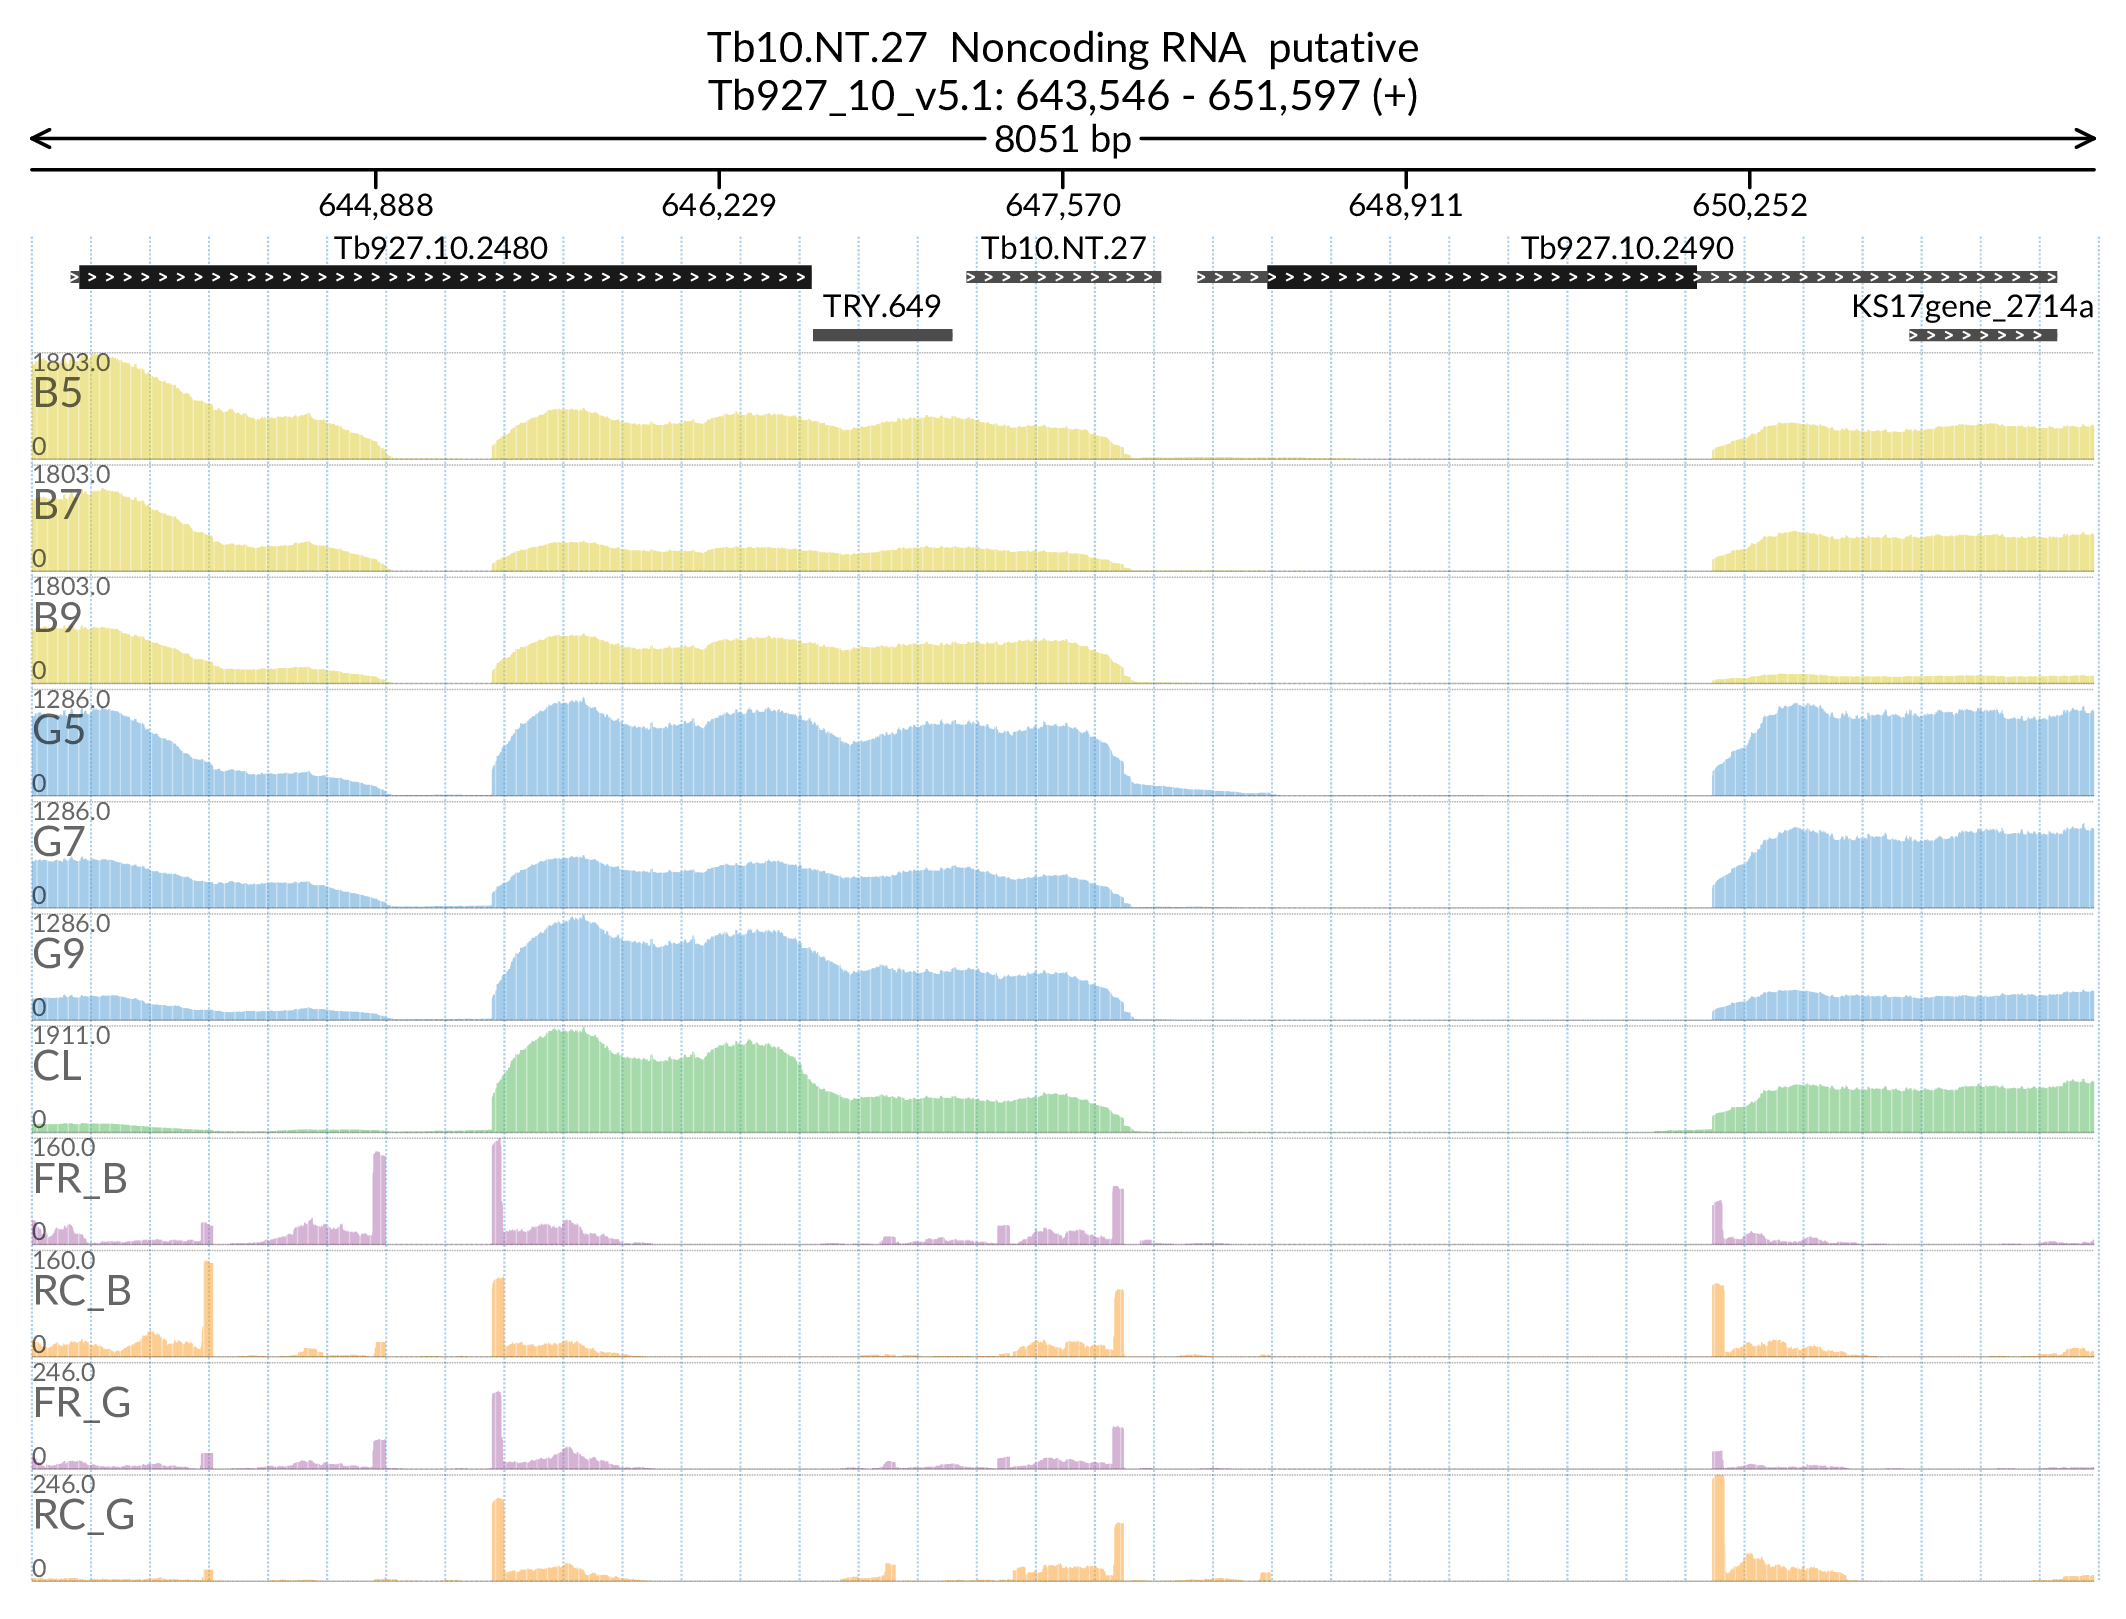 Tb10.NT.27 Noncoding RNA putative
Tb927_10_v5.1: 643,546 - 651,597 (+)
8051 bp
644,888 646,229 647,570 648,911 650,252
Tb927.10.2480 Tb10.NT.27 Tb927.10.2490
TRY.649 KS17gene_2714a
1803.0
B5
0
1803.0
B7
0
1803.0
B9
0
1286.0
G5
0
1286.0
G7
0
1286.0
G9
0
1911.0
CL
0
160.0
FR_B
0
160.0
RC_B
0
246.0
FR_G
0
246.0
RC_G
0